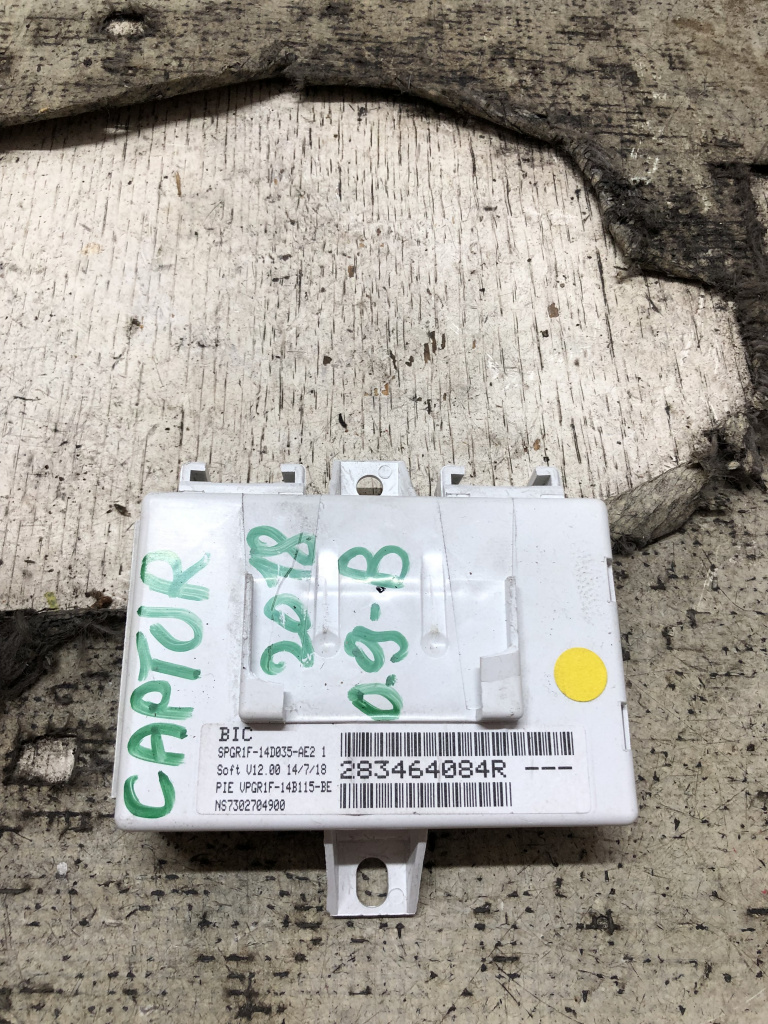 CAPTUR
2018
0.9-B
BIC
SPGR1F-14D035-AE2 1
Soft V12.00 14/7/18
283464084R ---
PIE VPGR1F-14B115-BE
NS7302704900